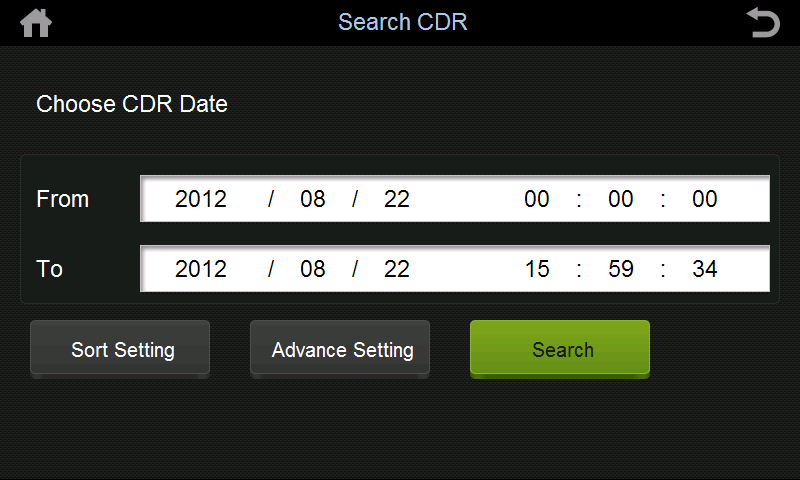 Search CDR
Choose CDR Date
From 2012 / 08 / 22 00 : 00 : 00
To 2012 / 08 / 22 15 : 59 : 34
Sort Setting Advance Setting Search